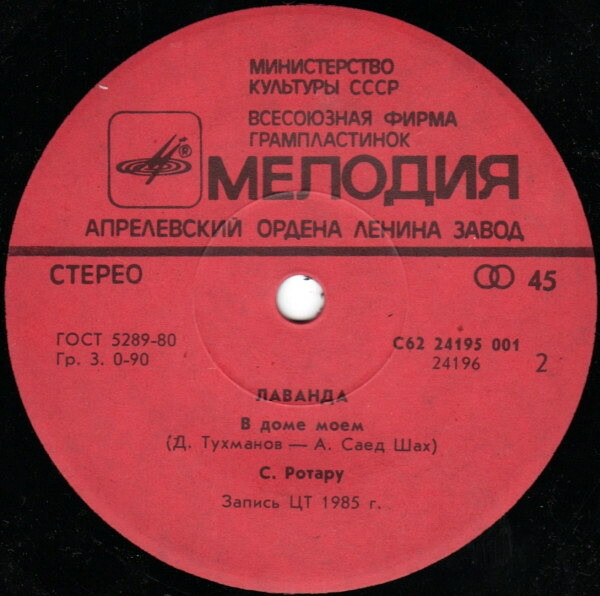 МИНИСТЕРСТВО
КУЛЬТУРЫ СССР
ВСЕСОЮЗНАЯ ФИРМА
ГРАМПЛАСТИНОК
®
МЕЛОДИЯ
АПРЕЛЕВСКИЙ ОРДЕНА ЛЕНИНА ЗАВОД
СТЕРЕО
45
ГОСТ 5289-80
Гр. 3. 0-90
С62 24195 001
24196
2
ЛАВАНДА
В доме моем
(Д. Тухманов — А. Саед Шах)
С. Ротару
Запись ЦТ 1985 г.